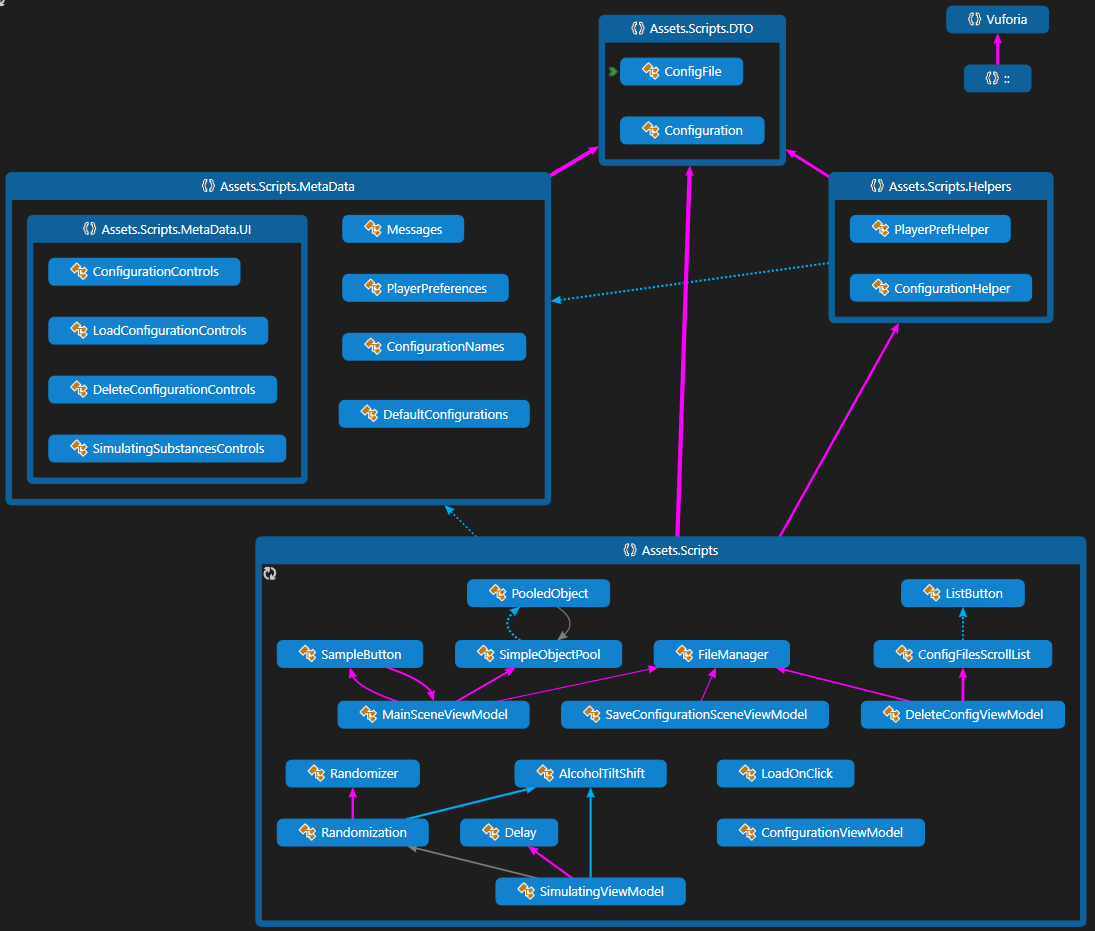 Assets.Scripts.DTO
ConfigFile
Configuration
Vuforia
::
Assets.Scripts.MetaData
Assets.Scripts.MetaData.UI
ConfigurationControls
LoadConfigurationControls
DeleteConfigurationControls
SimulatingSubstancesControls
Messages
PlayerPreferences
ConfigurationNames
DefaultConfigurations
Assets.Scripts.Helpers
PlayerPrefHelper
ConfigurationHelper
Assets.Scripts
PooledObject
ListButton
SampleButton
SimpleObjectPool
FileManager
ConfigFilesScrollList
MainSceneViewModel
SaveConfigurationSceneViewModel
DeleteConfigViewModel
Randomizer
AlcoholTiltShift
LoadOnClick
Randomization
Delay
ConfigurationViewModel
SimulatingViewModel